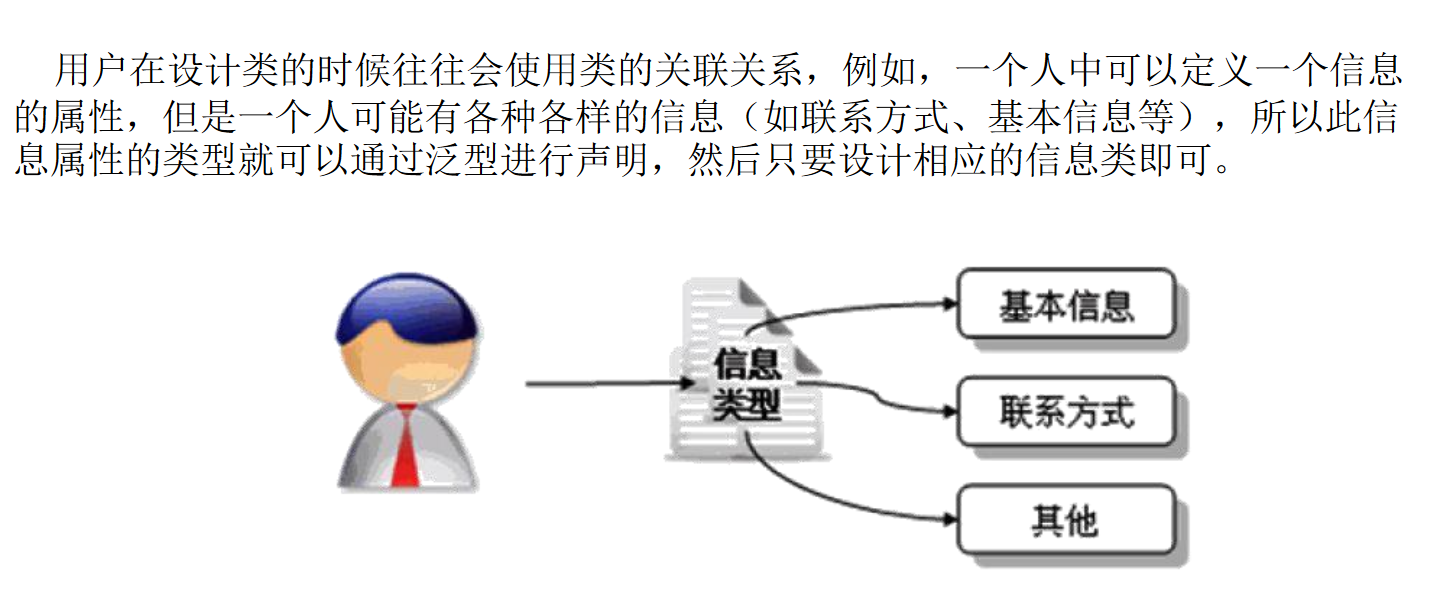 用户在设计类的时候往往会使用类的关联关系，例如，一个人中可以定义一个信息
的属性，但是一个人可能有各种各样的信息（如联系方式、基本信息等），所以此信
息属性的类型就可以通过泛型进行声明，然后只要设计相应的信息类即可。
基本信息
信息
类型
联系方式
其他